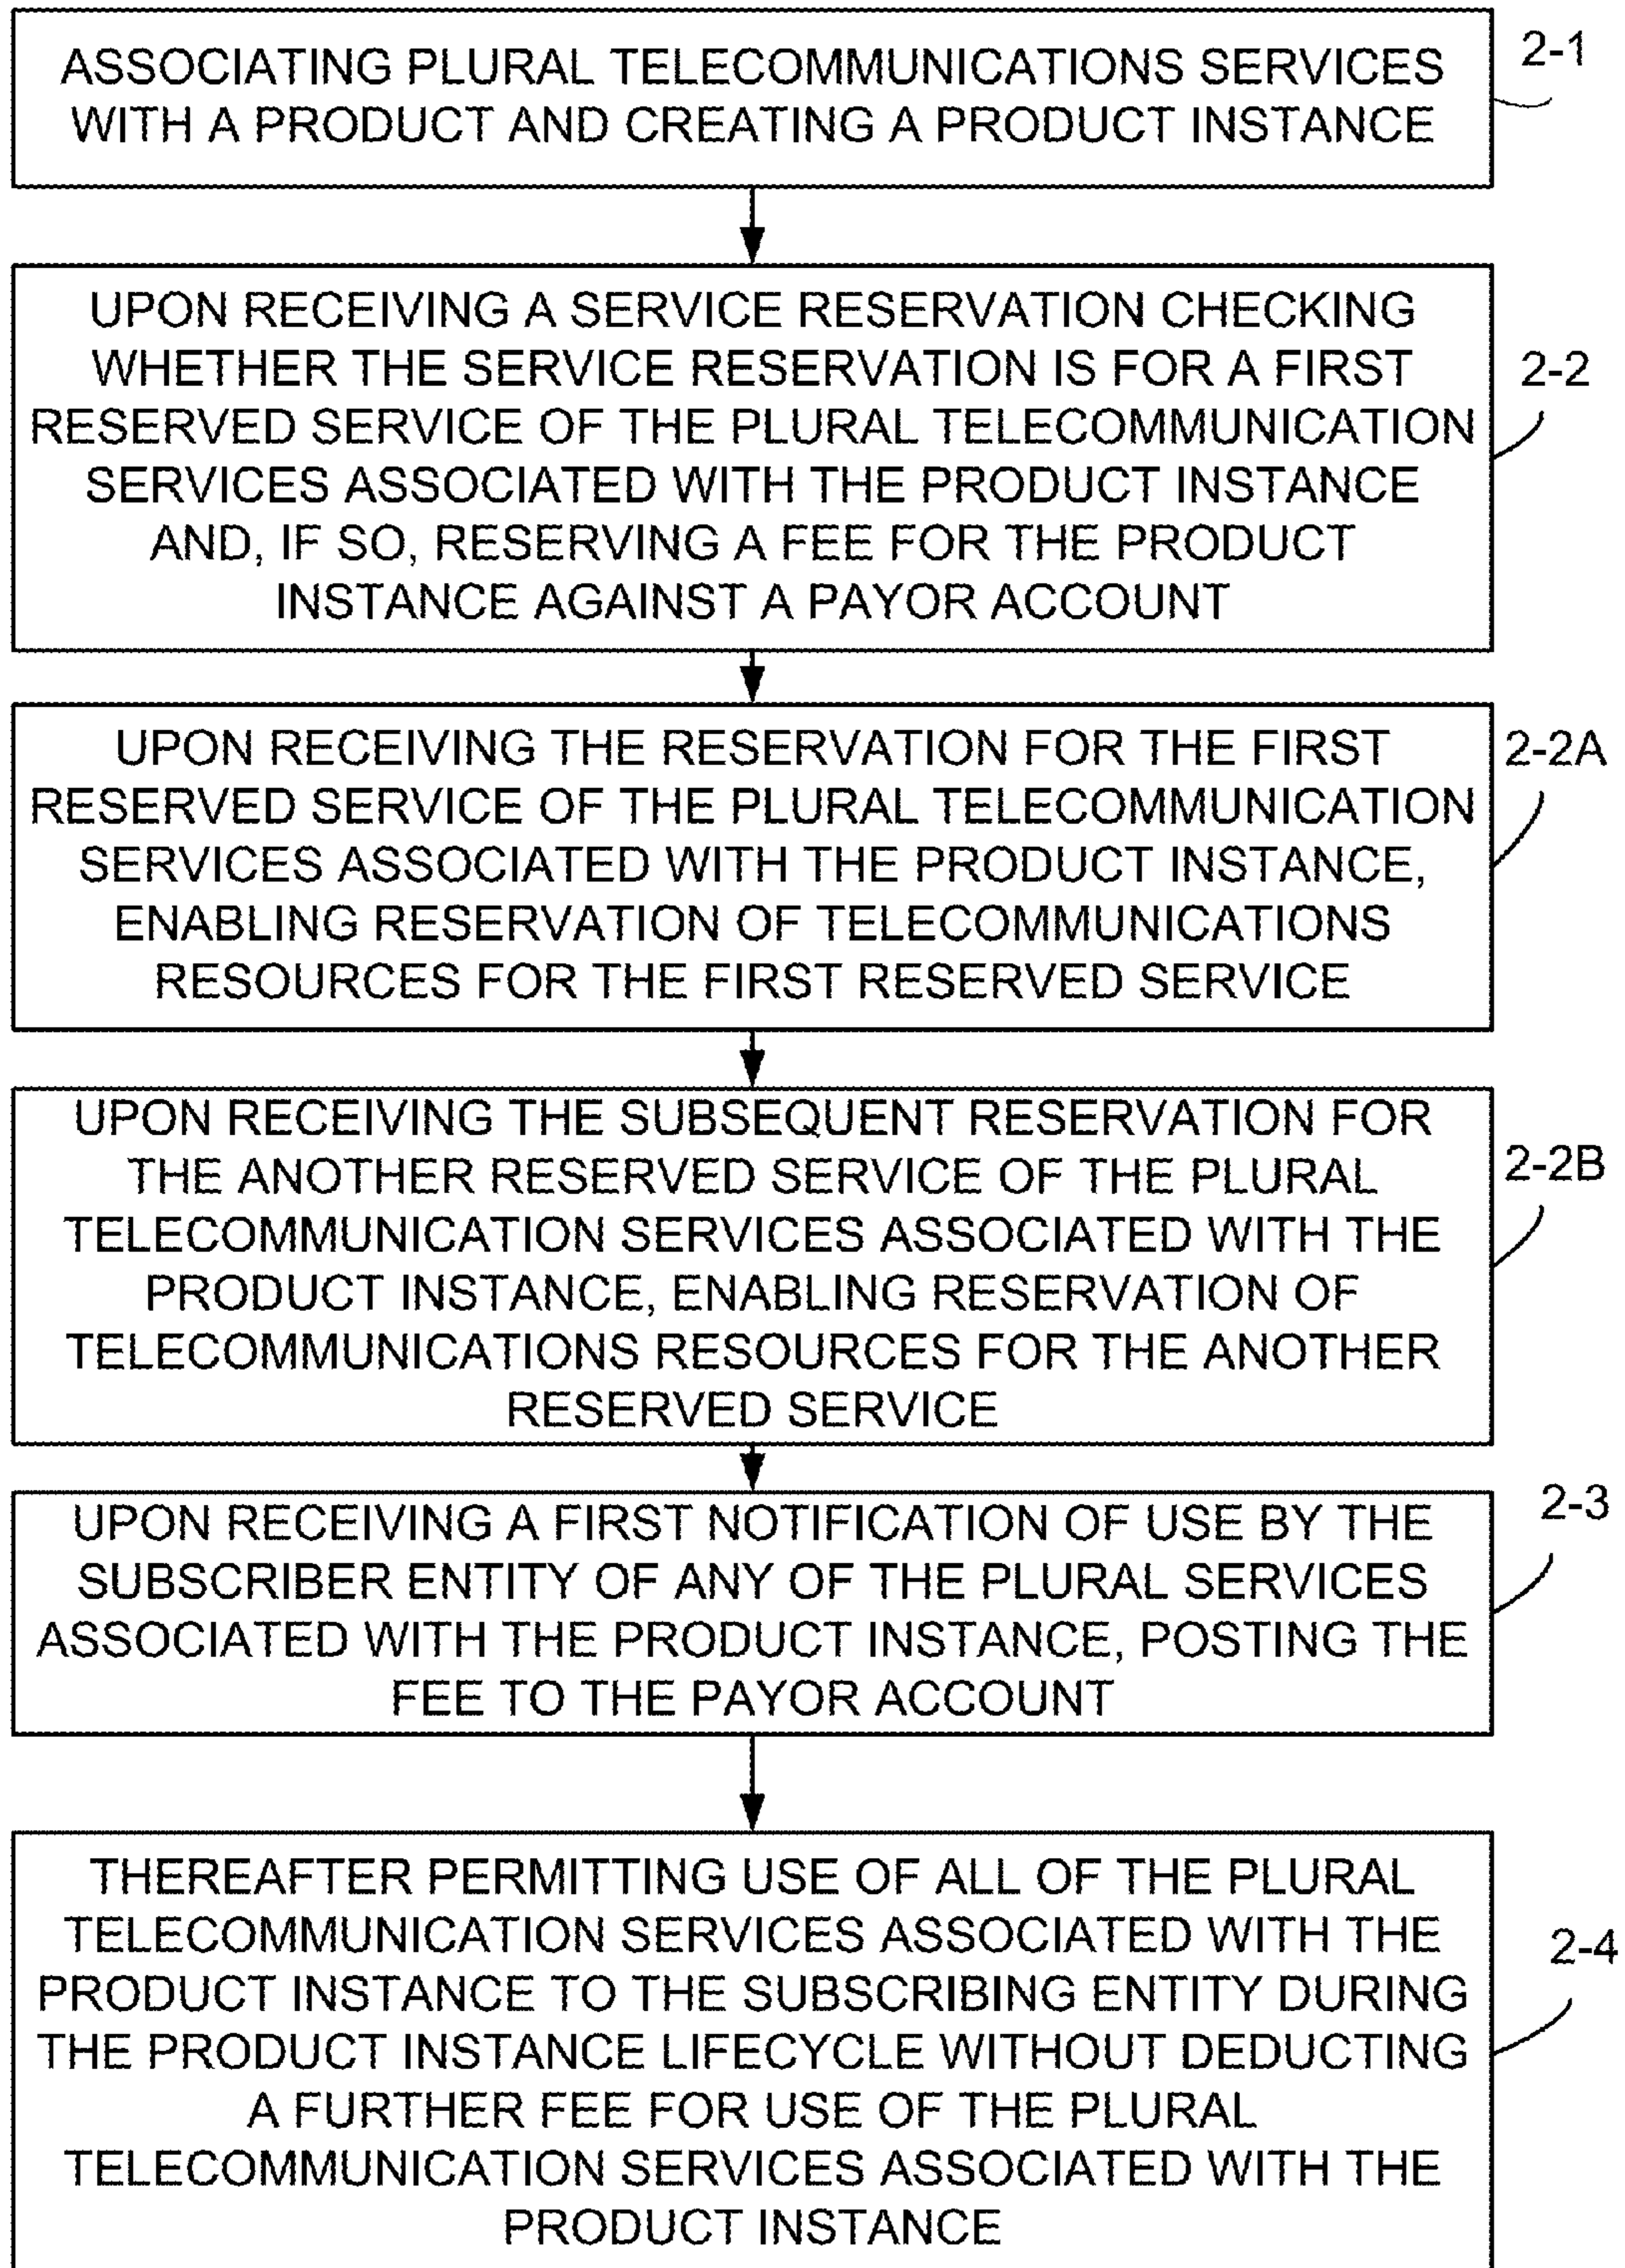 ASSOCIATING PLURAL TELECOMMUNICATIONS SERVICES
WITH A PRODUCT AND CREATING A PRODUCT INSTANCE
2-1
UPON RECEIVING A SERVICE RESERVATION CHECKING
WHETHER THE SERVICE RESERVATION IS FOR A FIRST
RESERVED SERVICE OF THE PLURAL TELECOMMUNICATION
SERVICES ASSOCIATED WITH THE PRODUCT INSTANCE
AND, IF SO, RESERVING A FEE FOR THE PRODUCT
INSTANCE AGAINST A PAYOR ACCOUNT
2-2
UPON RECEIVING THE RESERVATION FOR THE FIRST
RESERVED SERVICE OF THE PLURAL TELECOMMUNICATION
SERVICES ASSOCIATED WITH THE PRODUCT INSTANCE,
ENABLING RESERVATION OF TELECOMMUNICATIONS
RESOURCES FOR THE FIRST RESERVED SERVICE
2-2A
UPON RECEIVING THE SUBSEQUENT RESERVATION FOR
THE ANOTHER RESERVED SERVICE OF THE PLURAL
TELECOMMUNICATION SERVICES ASSOCIATED WITH THE
PRODUCT INSTANCE, ENABLING RESERVATION OF
TELECOMMUNICATIONS RESOURCES FOR THE ANOTHER
RESERVED SERVICE
2-2B
UPON RECEIVING A FIRST NOTIFICATION OF USE BY THE
SUBSCRIBER ENTITY OF ANY OF THE PLURAL SERVICES
ASSOCIATED WITH THE PRODUCT INSTANCE, POSTING THE
FEE TO THE PAYOR ACCOUNT
2-3
THEREAFTER PERMITTING USE OF ALL OF THE PLURAL
TELECOMMUNICATION SERVICES ASSOCIATED WITH THE
PRODUCT INSTANCE TO THE SUBSCRIBING ENTITY DURING
THE PRODUCT INSTANCE LIFECYCLE WITHOUT DEDUCTING
A FURTHER FEE FOR USE OF THE PLURAL
TELECOMMUNICATION SERVICES ASSOCIATED WITH THE
PRODUCT INSTANCE
2-4